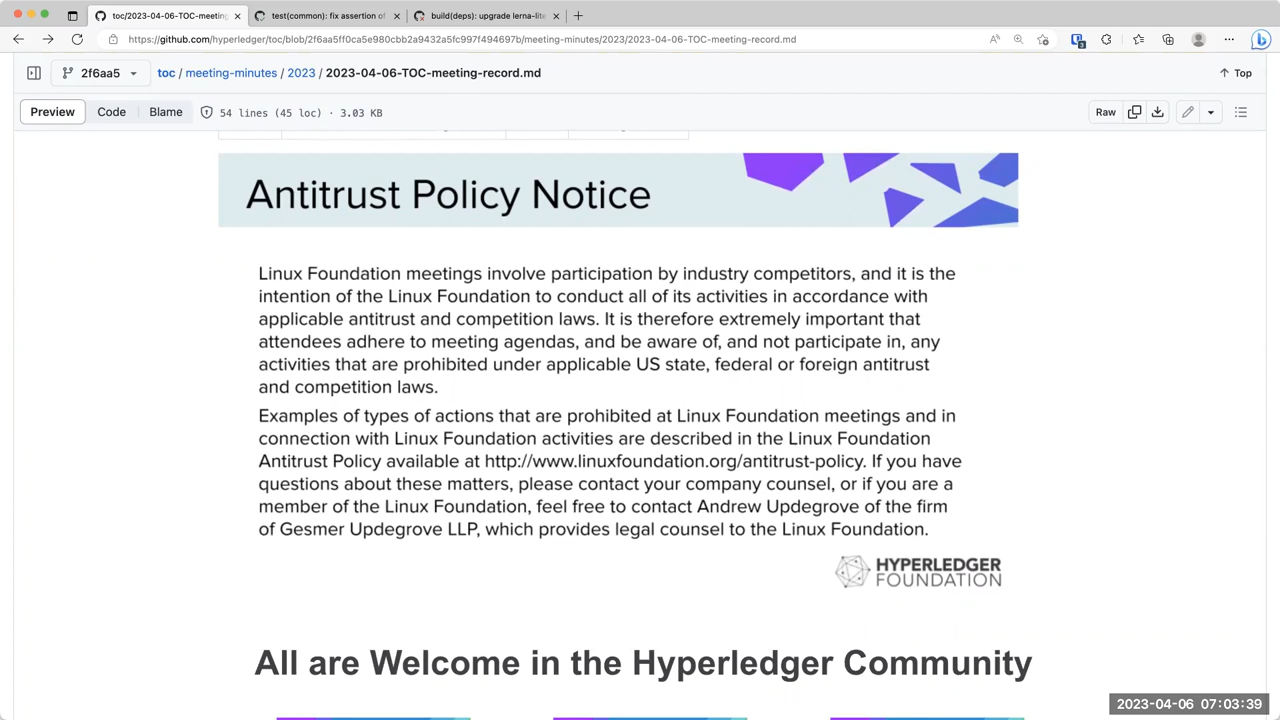 toc/2023-04-06-TOC-meeting
test(common): fix assertion of
build(deps): upgrade lerna-lite
https://github.com/hyperledger/toc/blob/2f6aa5ff0ca5e980cbb2a9432a5fc997f494697b/meeting-minutes/2023/2023-04-06-TOC-meeting-record.md
2f6aa5
toc / meeting-minutes / 2023 / 2023-04-06-TOC-meeting-record.md
Top
Preview Code Blame 54 lines (45 loc) · 3.03 KB
Raw
Antitrust Policy Notice
Linux Foundation meetings involve participation by industry competitors, and it is the
intention of the Linux Foundation to conduct all of its activities in accordance with
applicable antitrust and competition laws. It is therefore extremely important that
attendees adhere to meeting agendas, and be aware of, and not participate in, any
activities that are prohibited under applicable US state, federal or foreign antitrust
and competition laws.
Examples of types of actions that are prohibited at Linux Foundation meetings and in
connection with Linux Foundation activities are described in the Linux Foundation
Antitrust Policy available at http://www.linuxfoundation.org/antitrust-policy. If you have
questions about these matters, please contact your company counsel, or if you are a
member of the Linux Foundation, feel free to contact Andrew Updegrove of the firm
of Gesmer Updegrove LLP, which provides legal counsel to the Linux Foundation.
HYPERLEDGER
FOUNDATION
All are Welcome in the Hyperledger Community
2023-04-06 07:03:39